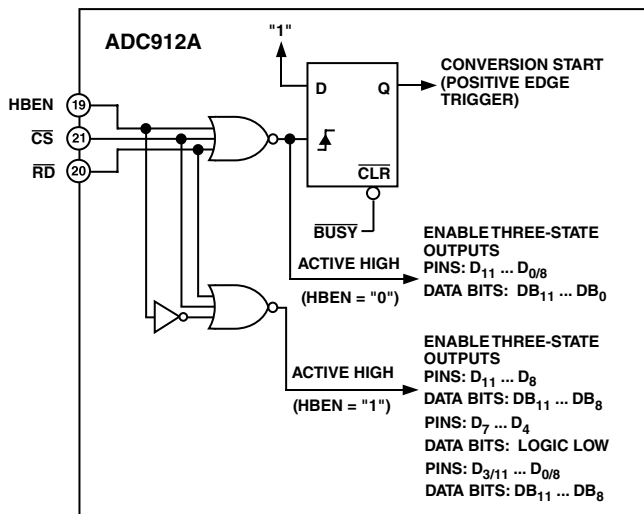 ADC912A
"1"
HBEN 19
CS 21
RD 20
D Q
CLR
BUSY
CONVERSION START
(POSITIVE EDGE
TRIGGER)
ACTIVE HIGH
(HBEN = "0")
ENABLE THREE-STATE
OUTPUTS
PINS: D11 ... D0/8
DATA BITS: DB11 ... DB0
ACTIVE HIGH
(HBEN = "1")
ENABLE THREE-STATE
OUTPUTS
PINS: D11 ... D8
DATA BITS: DB11 ... DB8
PINS: D7 ... D4
DATA BITS: LOGIC LOW
PINS: D3/11 ... D0/8
DATA BITS: DB11 ... DB8